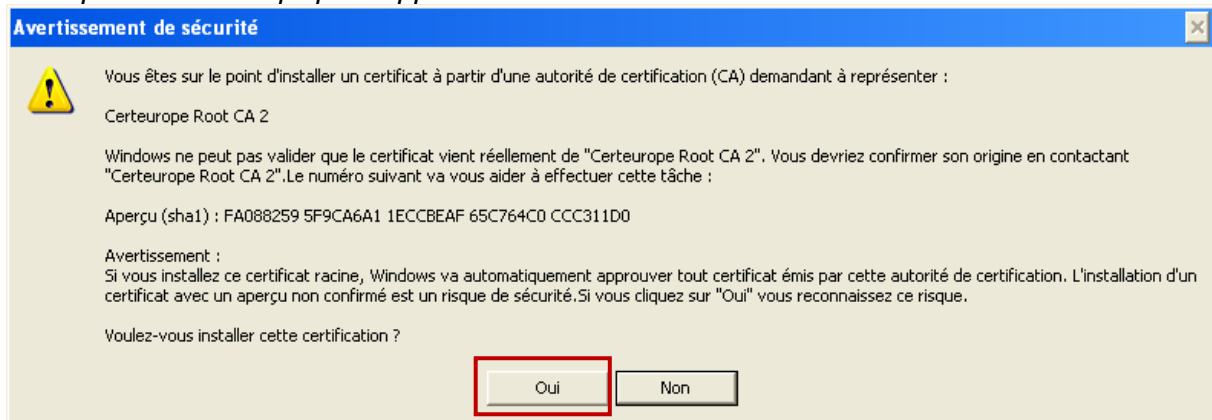 Avertissement de sécurité
Vous êtes sur le point d'installer un certificat à partir d'une autorité de certification (CA) demandant à représenter :
Certeurope Root CA 2
Windows ne peut pas valider que le certificat vient réellement de "Certeurope Root CA 2". Vous devriez confirmer son origine en contactant
"Certeurope Root CA 2".Le numéro suivant va vous aider à effectuer cette tâche :
Aperçu (sha1) : FA088259 5F9CA6A1 1ECCBEAF 65C764C0 CCC311D0
Avertissement :
Si vous installez ce certificat racine, Windows va automatiquement approuver tout certificat émis par cette autorité de certification. L'installation d'un
certificat avec un aperçu non confirmé est un risque de sécurité.Si vous cliquez sur "Oui" vous reconnaissez ce risque.
Voulez-vous installer cette certification ?
Oui Non